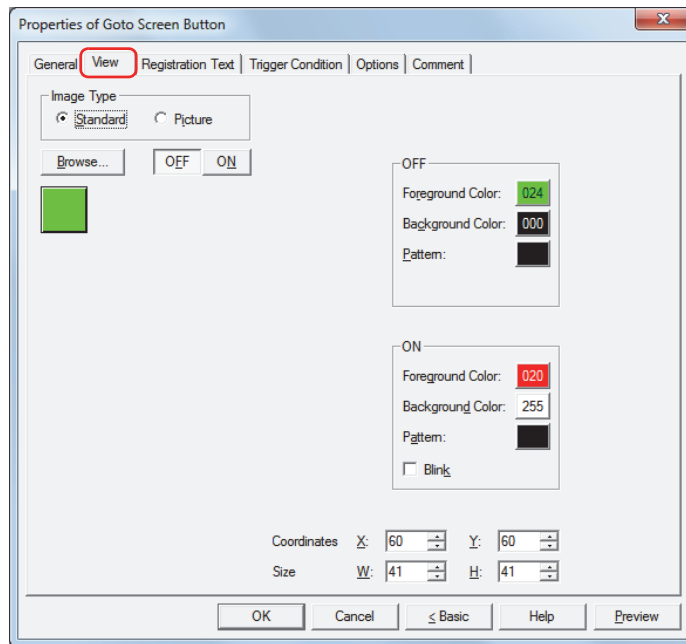 Properties of Goto Screen Button
x
General View Registration Text Trigger Condition Options Comment
Image Type
Standard Picture
Browse... OFF ON
OFF
Foreground Color: 024
Background Color: 000
Pattern:
ON
Foreground Color: 020
Background Color: 255
Pattern:
Blink
Coordinates X: 60 Y: 60
Size W: 41 H: 41
OK Cancel < Basic Help Preview